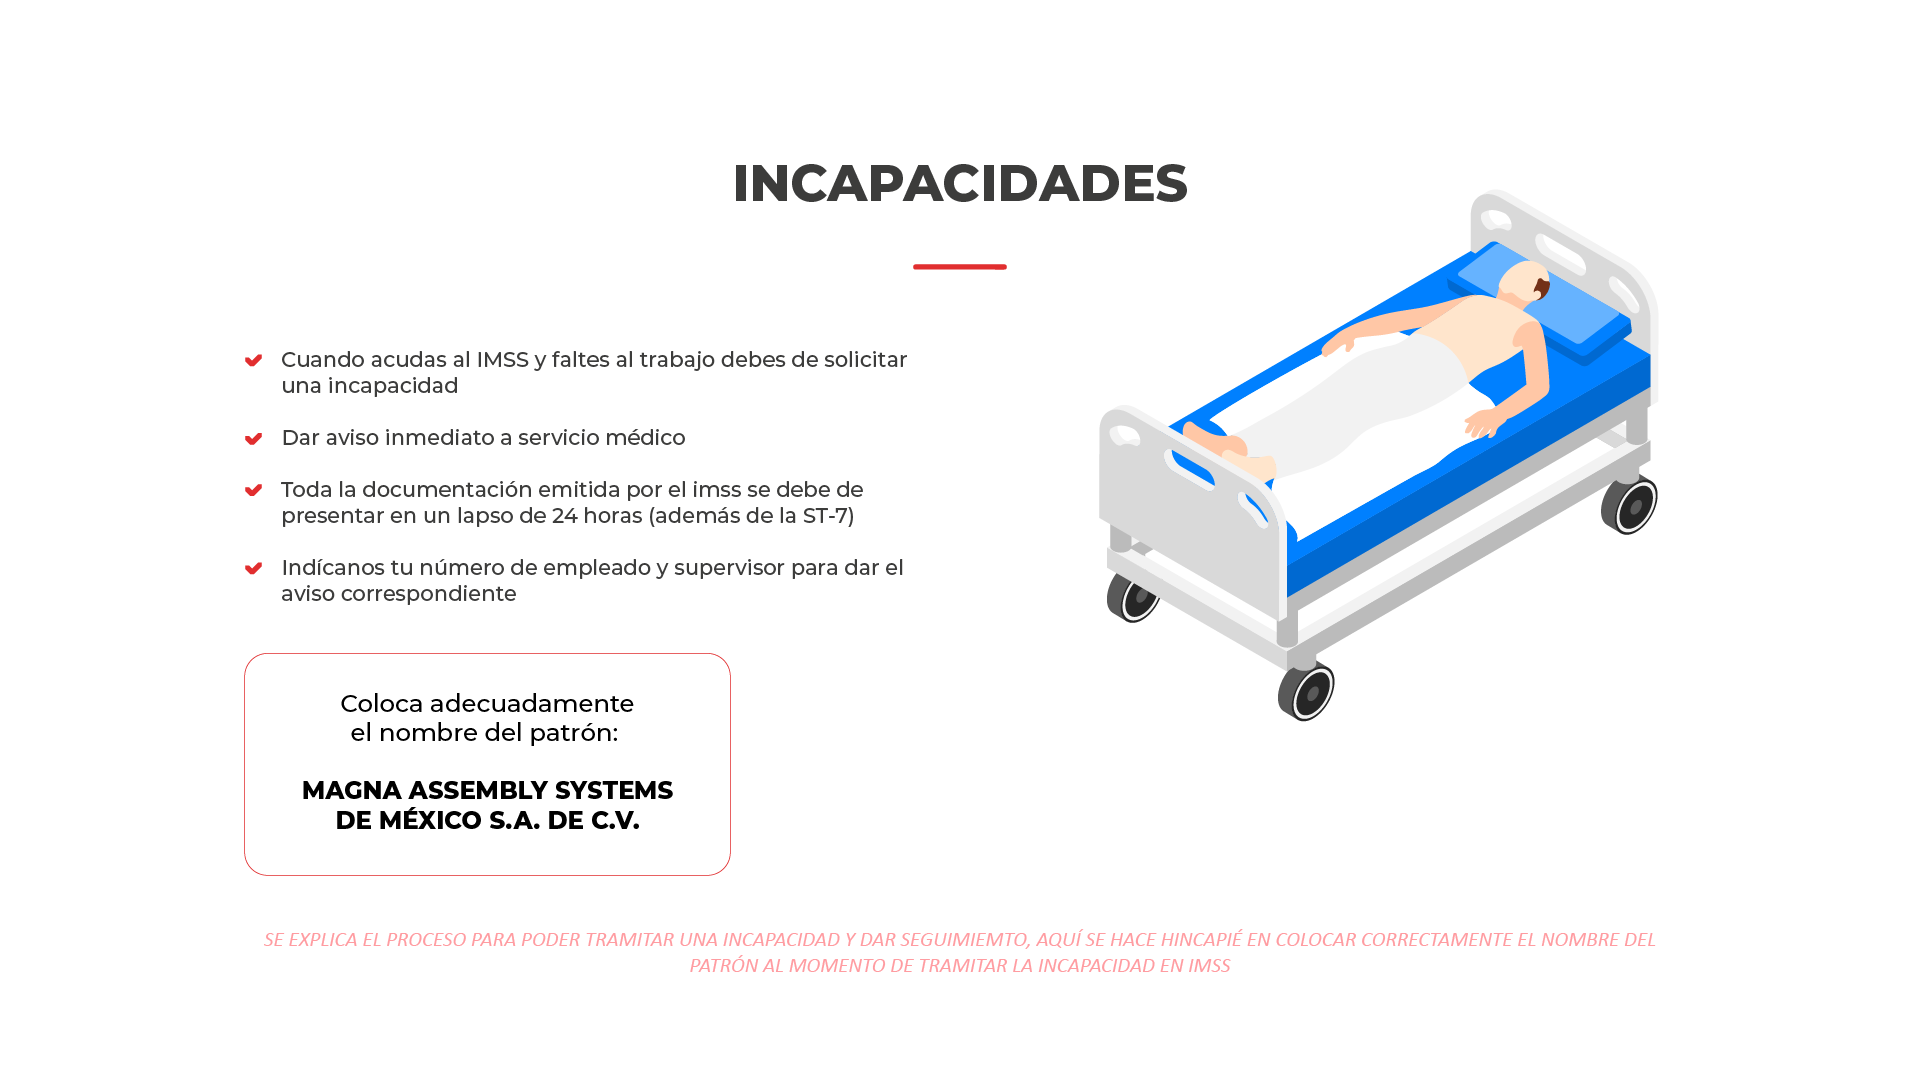 INCAPACIDADES
Cuando acudas al IMSS y faltes al trabajo debes de solicitar
una incapacidad
Dar aviso inmediato a servicio médico
Toda la documentación emitida por el imss se debe de
presentar en un lapso de 24 horas (además de la ST-7)
Indícanos tu número de empleado y supervisor para dar el
aviso correspondiente
Coloca adecuadamente
el nombre del patrón:
MAGNA ASSEMBLY SYSTEMS
DE MÉXICO S.A. DE C.V.
SE EXPLICA EL PROCESO PARA PODER TRAMITAR UNA INCAPACIDAD Y DAR SEGUIMIEMTO, AQUÍ SE HACE HINCAPIÉ EN COLOCAR CORRECTAMENTE EL NOMBRE DEL
PATRÓN AL MOMENTO DE TRAMITAR LA INCAPACIDAD EN IMSS